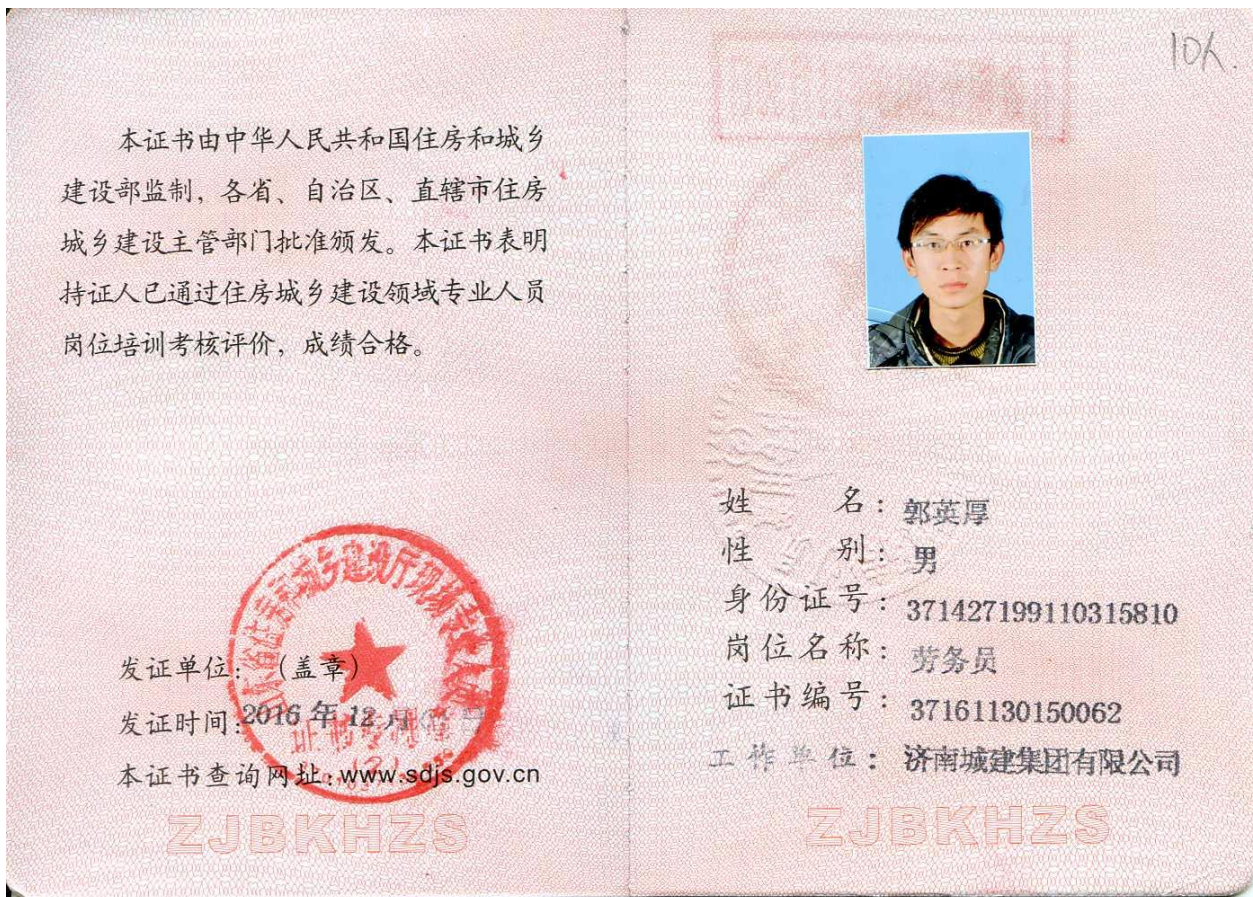 本证书由中华人民共和国住房和城乡
建设部监制，各省、自治区、直辖市住房
城乡建设主管部门批准颁发。本证书表明
持证人已通过住房城乡建设领域专业人员
岗位培训考核评价，成绩合格。
发证单位：（盖章）
发证时间：2016 年 12 月
本证书查询网址：www.sdjs.gov.cn
ZJBKHZS
10人.
姓 名：郭英厚
性 别：男
身份证号：371427199110315810
岗位名称：劳务员
证书编号：37161130150062
工作单位：济南城建集团有限公司
ZJBKHZS